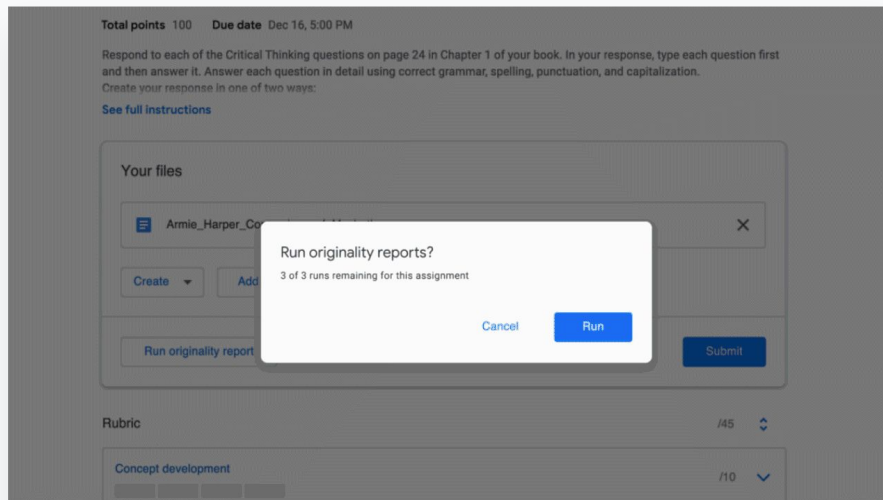 Total points 100 Due date Dec 16, 5:00 PM
Respond to each of the Critical Thinking questions on page 24 in Chapter 1 of your book. In your response, type each question first
and then answer it. Answer each question in detail using correct grammar, spelling, punctuation, and capitalization.
Create your response in one of two ways:
See full instructions
Your files
Armie_Harper_Co
Create
Add
Run originality reports?
3 of 3 runs remaining for this assignment
Cancel
Run
Run originality report
Submit
Rubric
/45
Concept development
/10